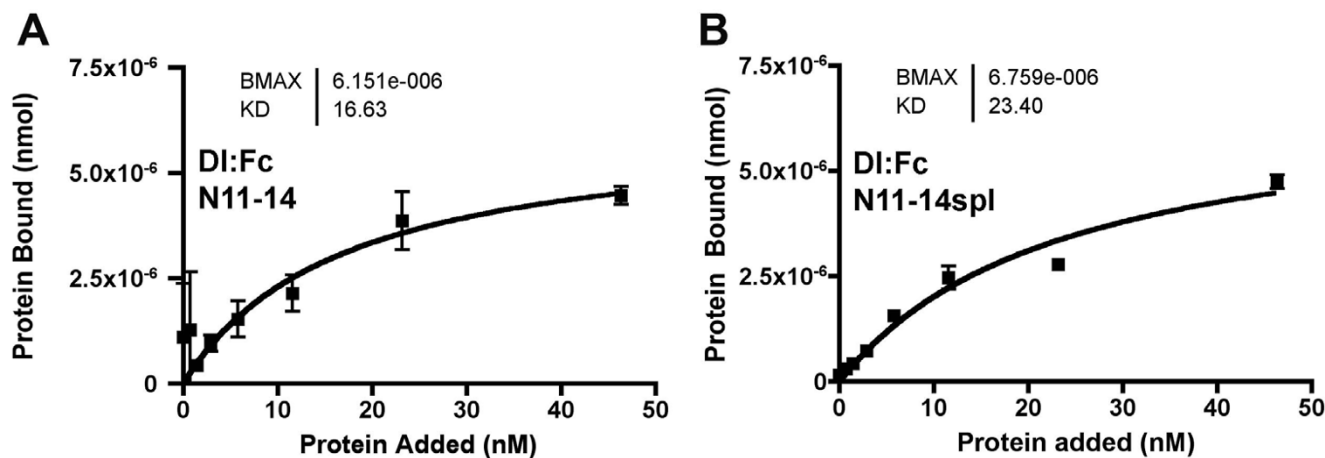 A
Protein Bound (nmol)
7.5x10-6
5.0x10-6
2.5x10-6
0
BMAX 6.151e-006
KD 16.63
DI:Fc
N11-14
0 10 20 30 40 50
Protein Added (nM)
B
Protein Bound (nmol)
7.5x10-6
5.0x10-6
2.5x10-6
0
BMAX 6.759e-006
KD 23.40
DI:Fc
N11-14spl
0 10 20 30 40 50
Protein added (nM)